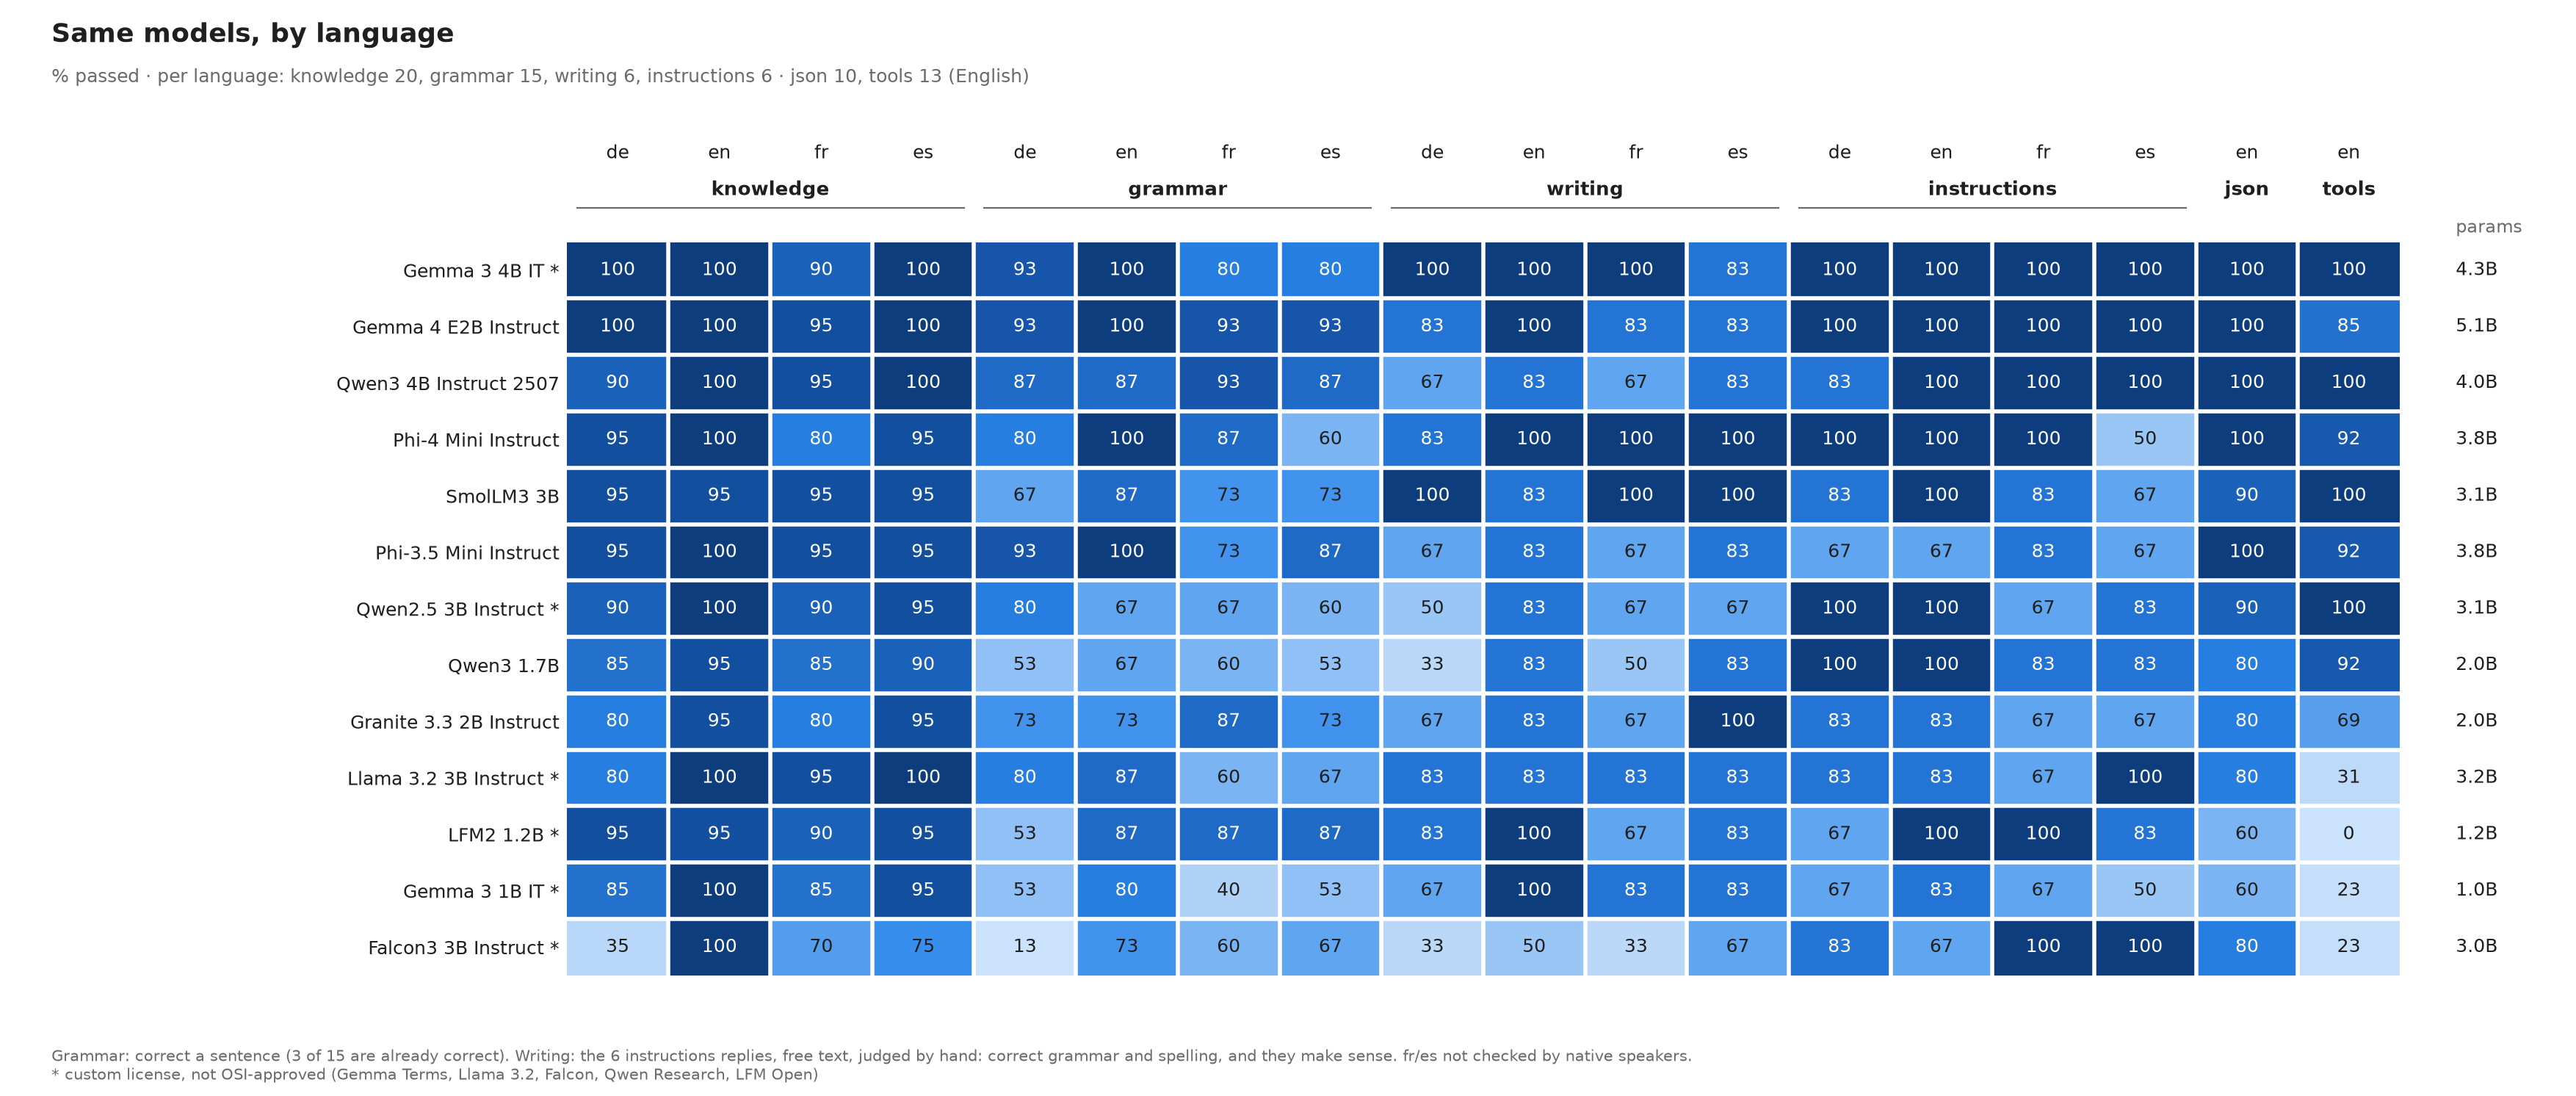 Same models, by language
% passed · per language: knowledge 20, grammar 15, writing 6, instructions 6 · json 10, tools 13 (English)
de en fr es de en fr es de en fr es de en fr es en en
knowledge grammar writing instructions json tools
params
Gemma 3 4B IT * 100 100 90 100 93 100 80 80 100 100 100 83 100 100 100 100 100 100 4.3B
Gemma 4 E2B Instruct 100 100 95 100 93 100 93 93 83 100 83 83 100 100 100 100 100 85 5.1B
Qwen3 4B Instruct 2507 90 100 95 100 87 87 93 87 67 83 67 83 83 100 100 100 100 100 4.0B
Phi-4 Mini Instruct 95 100 80 95 80 100 87 60 83 100 100 100 100 100 100 50 100 92 3.8B
SmolLM3 3B 95 95 95 95 67 87 73 73 100 83 100 100 83 100 83 67 90 100 3.1B
Phi-3.5 Mini Instruct 95 100 95 95 93 100 73 87 67 83 67 83 67 67 83 67 100 92 3.8B
Qwen2.5 3B Instruct * 90 100 90 95 80 67 67 60 50 83 67 67 100 100 67 83 90 100 3.1B
Qwen3 1.7B 85 95 85 90 53 67 60 53 33 83 50 83 100 100 83 83 80 92 2.0B
Granite 3.3 2B Instruct 80 95 80 95 73 73 87 73 67 83 67 100 83 83 67 67 80 69 2.0B
Llama 3.2 3B Instruct * 80 100 95 100 80 87 60 67 83 83 83 83 83 83 67 100 80 31 3.2B
LFM2 1.2B * 95 95 90 95 53 87 87 87 83 100 67 83 67 100 100 83 60 0 1.2B
Gemma 3 1B IT * 85 100 85 95 53 80 40 53 67 100 83 83 67 83 67 50 60 23 1.0B
Falcon3 3B Instruct * 35 100 70 75 13 73 60 67 33 50 33 67 83 67 100 100 80 23 3.0B
Grammar: correct a sentence (3 of 15 are already correct). Writing: the 6 instructions replies, free text, judged by hand: correct grammar and spelling, and they make sense. fr/es not checked by native speakers.
* custom license, not OSI-approved (Gemma Terms, Llama 3.2, Falcon, Qwen Research, LFM Open)